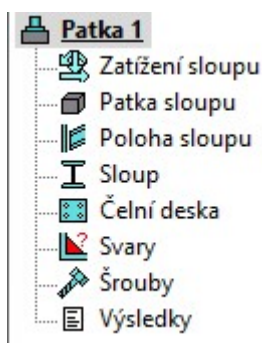 Patka 1
Zatížení sloupu
Patka sloupu
Poloha sloupu
Sloup
Čelní deska
Svary
Šrouby
Výsledky